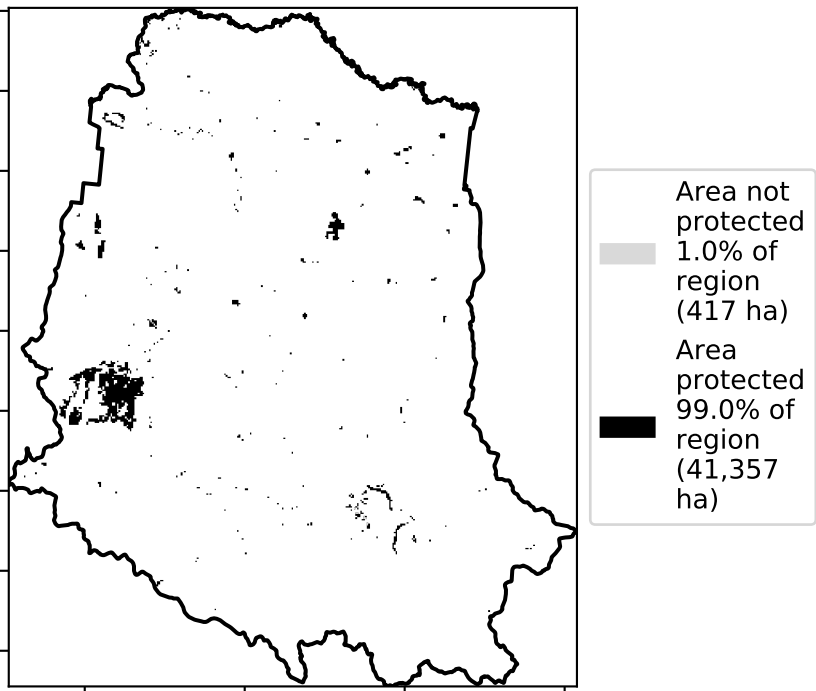 Area not
protected
1.0% of
region
(417 ha)
Area
protected
99.0% of
region
(41,357
ha)